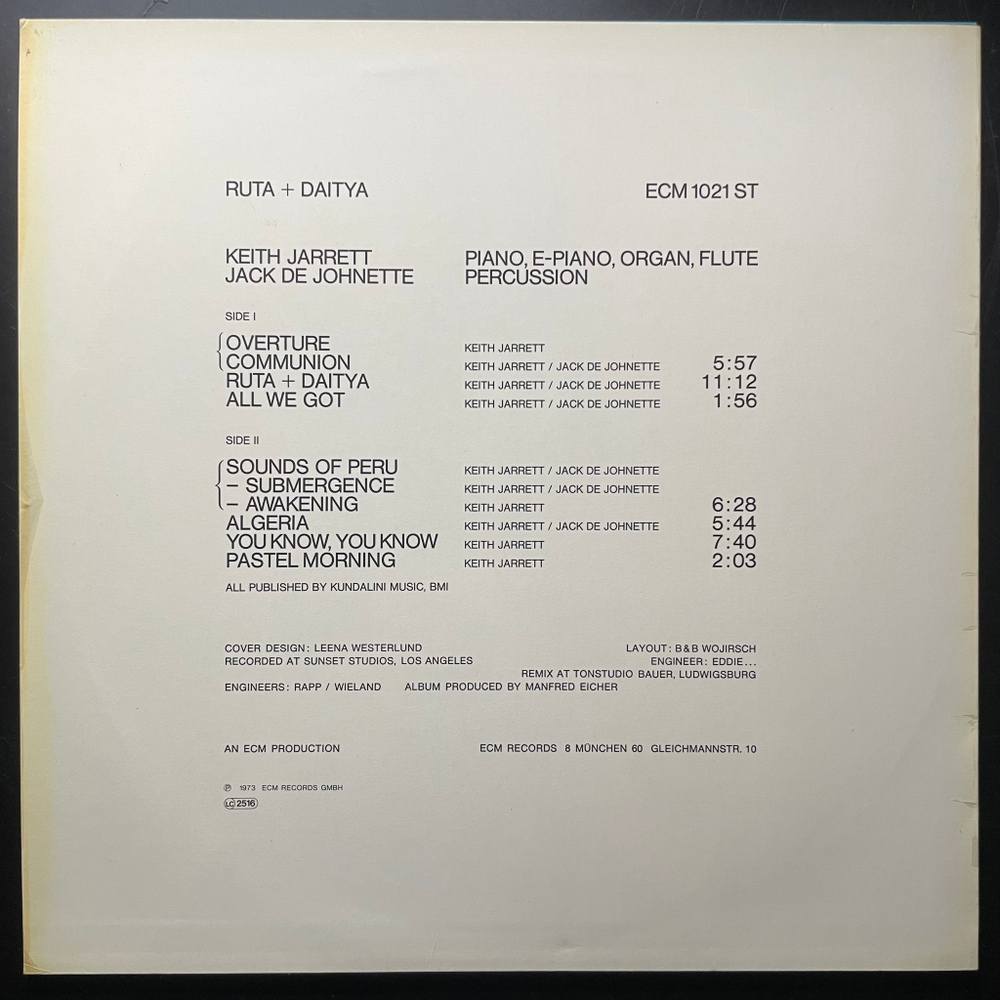 RUTA + DAITYA ECM 1021 ST
KEITH JARRETT PIANO, E-PIANO, ORGAN, FLUTE
JACK DE JOHNETTE PERCUSSION
SIDE I
OVERTURE KEITH JARRETT
COMMUNION KEITH JARRETT / JACK DE JOHNETTE 5:57
RUTA + DAITYA KEITH JARRETT / JACK DE JOHNETTE 11:12
ALL WE GOT KEITH JARRETT / JACK DE JOHNETTE 1:56
SIDE II
SOUNDS OF PERU KEITH JARRETT / JACK DE JOHNETTE
– SUBMERGENCE KEITH JARRETT / JACK DE JOHNETTE
– AWAKENING KEITH JARRETT 6:28
ALGERIA KEITH JARRETT / JACK DE JOHNETTE 5:44
YOU KNOW, YOU KNOW KEITH JARRETT 7:40
PASTEL MORNING KEITH JARRETT 2:03
ALL PUBLISHED BY KUNDALINI MUSIC, BMI
COVER DESIGN: LEENA WESTERLUND LAYOUT: B & B WOJIRSCH
RECORDED AT SUNSET STUDIOS, LOS ANGELES ENGINEER: EDDIE...
REMIX AT TONSTUDIO BAUER, LUDWIGSBURG
ENGINEERS: RAPP / WIELAND ALBUM PRODUCED BY MANFRED EICHER
AN ECM PRODUCTION ECM RECORDS 8 MÜNCHEN 60 GLEICHMANNSTR. 10
℗ 1973 ECM RECORDS GMBH
LC 2516